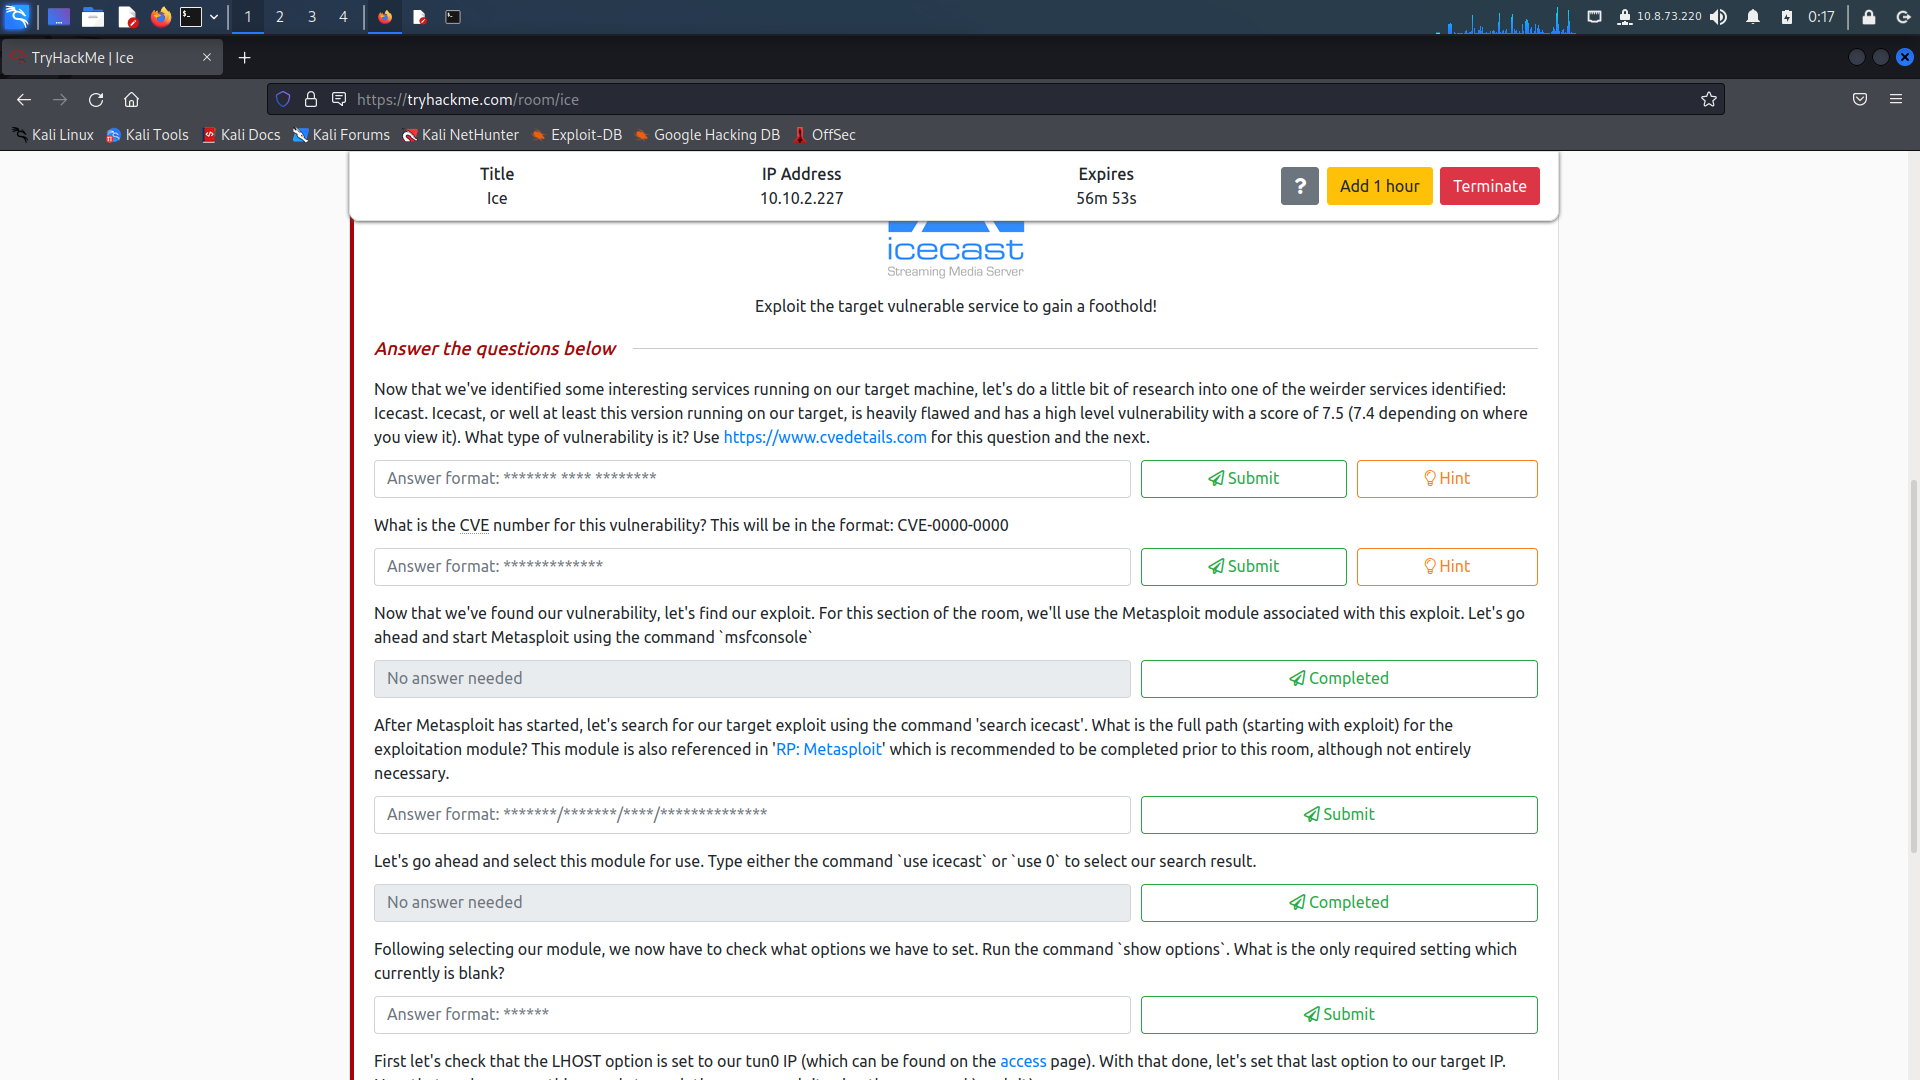 1 2 3 4 10.8.73.220 0:17
TryHackMe | Ice
https://tryhackme.com/room/ice
Kali Linux Kali Tools Kali Docs Kali Forums Kali NetHunter Exploit-DB Google Hacking DB OffSec
Title IP Address Expires
Ice 10.10.2.227 56m 53s
? Add 1 hour Terminate
icecast
Streaming Media Server
Exploit the target vulnerable service to gain a foothold!
Answer the questions below
Now that we've identified some interesting services running on our target machine, let's do a little bit of research into one of the weirder services identified:
Icecast. Icecast, or well at least this version running on our target, is heavily flawed and has a high level vulnerability with a score of 7.5 (7.4 depending on where
you view it). What type of vulnerability is it? Use https://www.cvedetails.com for this question and the next.
Answer format: ******* **** ******** Submit Hint
What is the CVE number for this vulnerability? This will be in the format: CVE-0000-0000
Answer format: ************* Submit Hint
Now that we've found our vulnerability, let's find our exploit. For this section of the room, we'll use the Metasploit module associated with this exploit. Let's go
ahead and start Metasploit using the command `msfconsole`
No answer needed Completed
After Metasploit has started, let's search for our target exploit using the command 'search icecast'. What is the full path (starting with exploit) for the
exploitation module? This module is also referenced in 'RP: Metasploit' which is recommended to be completed prior to this room, although not entirely
necessary.
Answer format: *******/*******/****/************** Submit
Let's go ahead and select this module for use. Type either the command `use icecast` or `use 0` to select our search result.
No answer needed Completed
Following selecting our module, we now have to check what options we have to set. Run the command `show options`. What is the only required setting which
currently is blank?
Answer format: ****** Submit
First let's check that the LHOST option is set to our tun0 IP (which can be found on the access page). With that done, let's set that last option to our target IP.